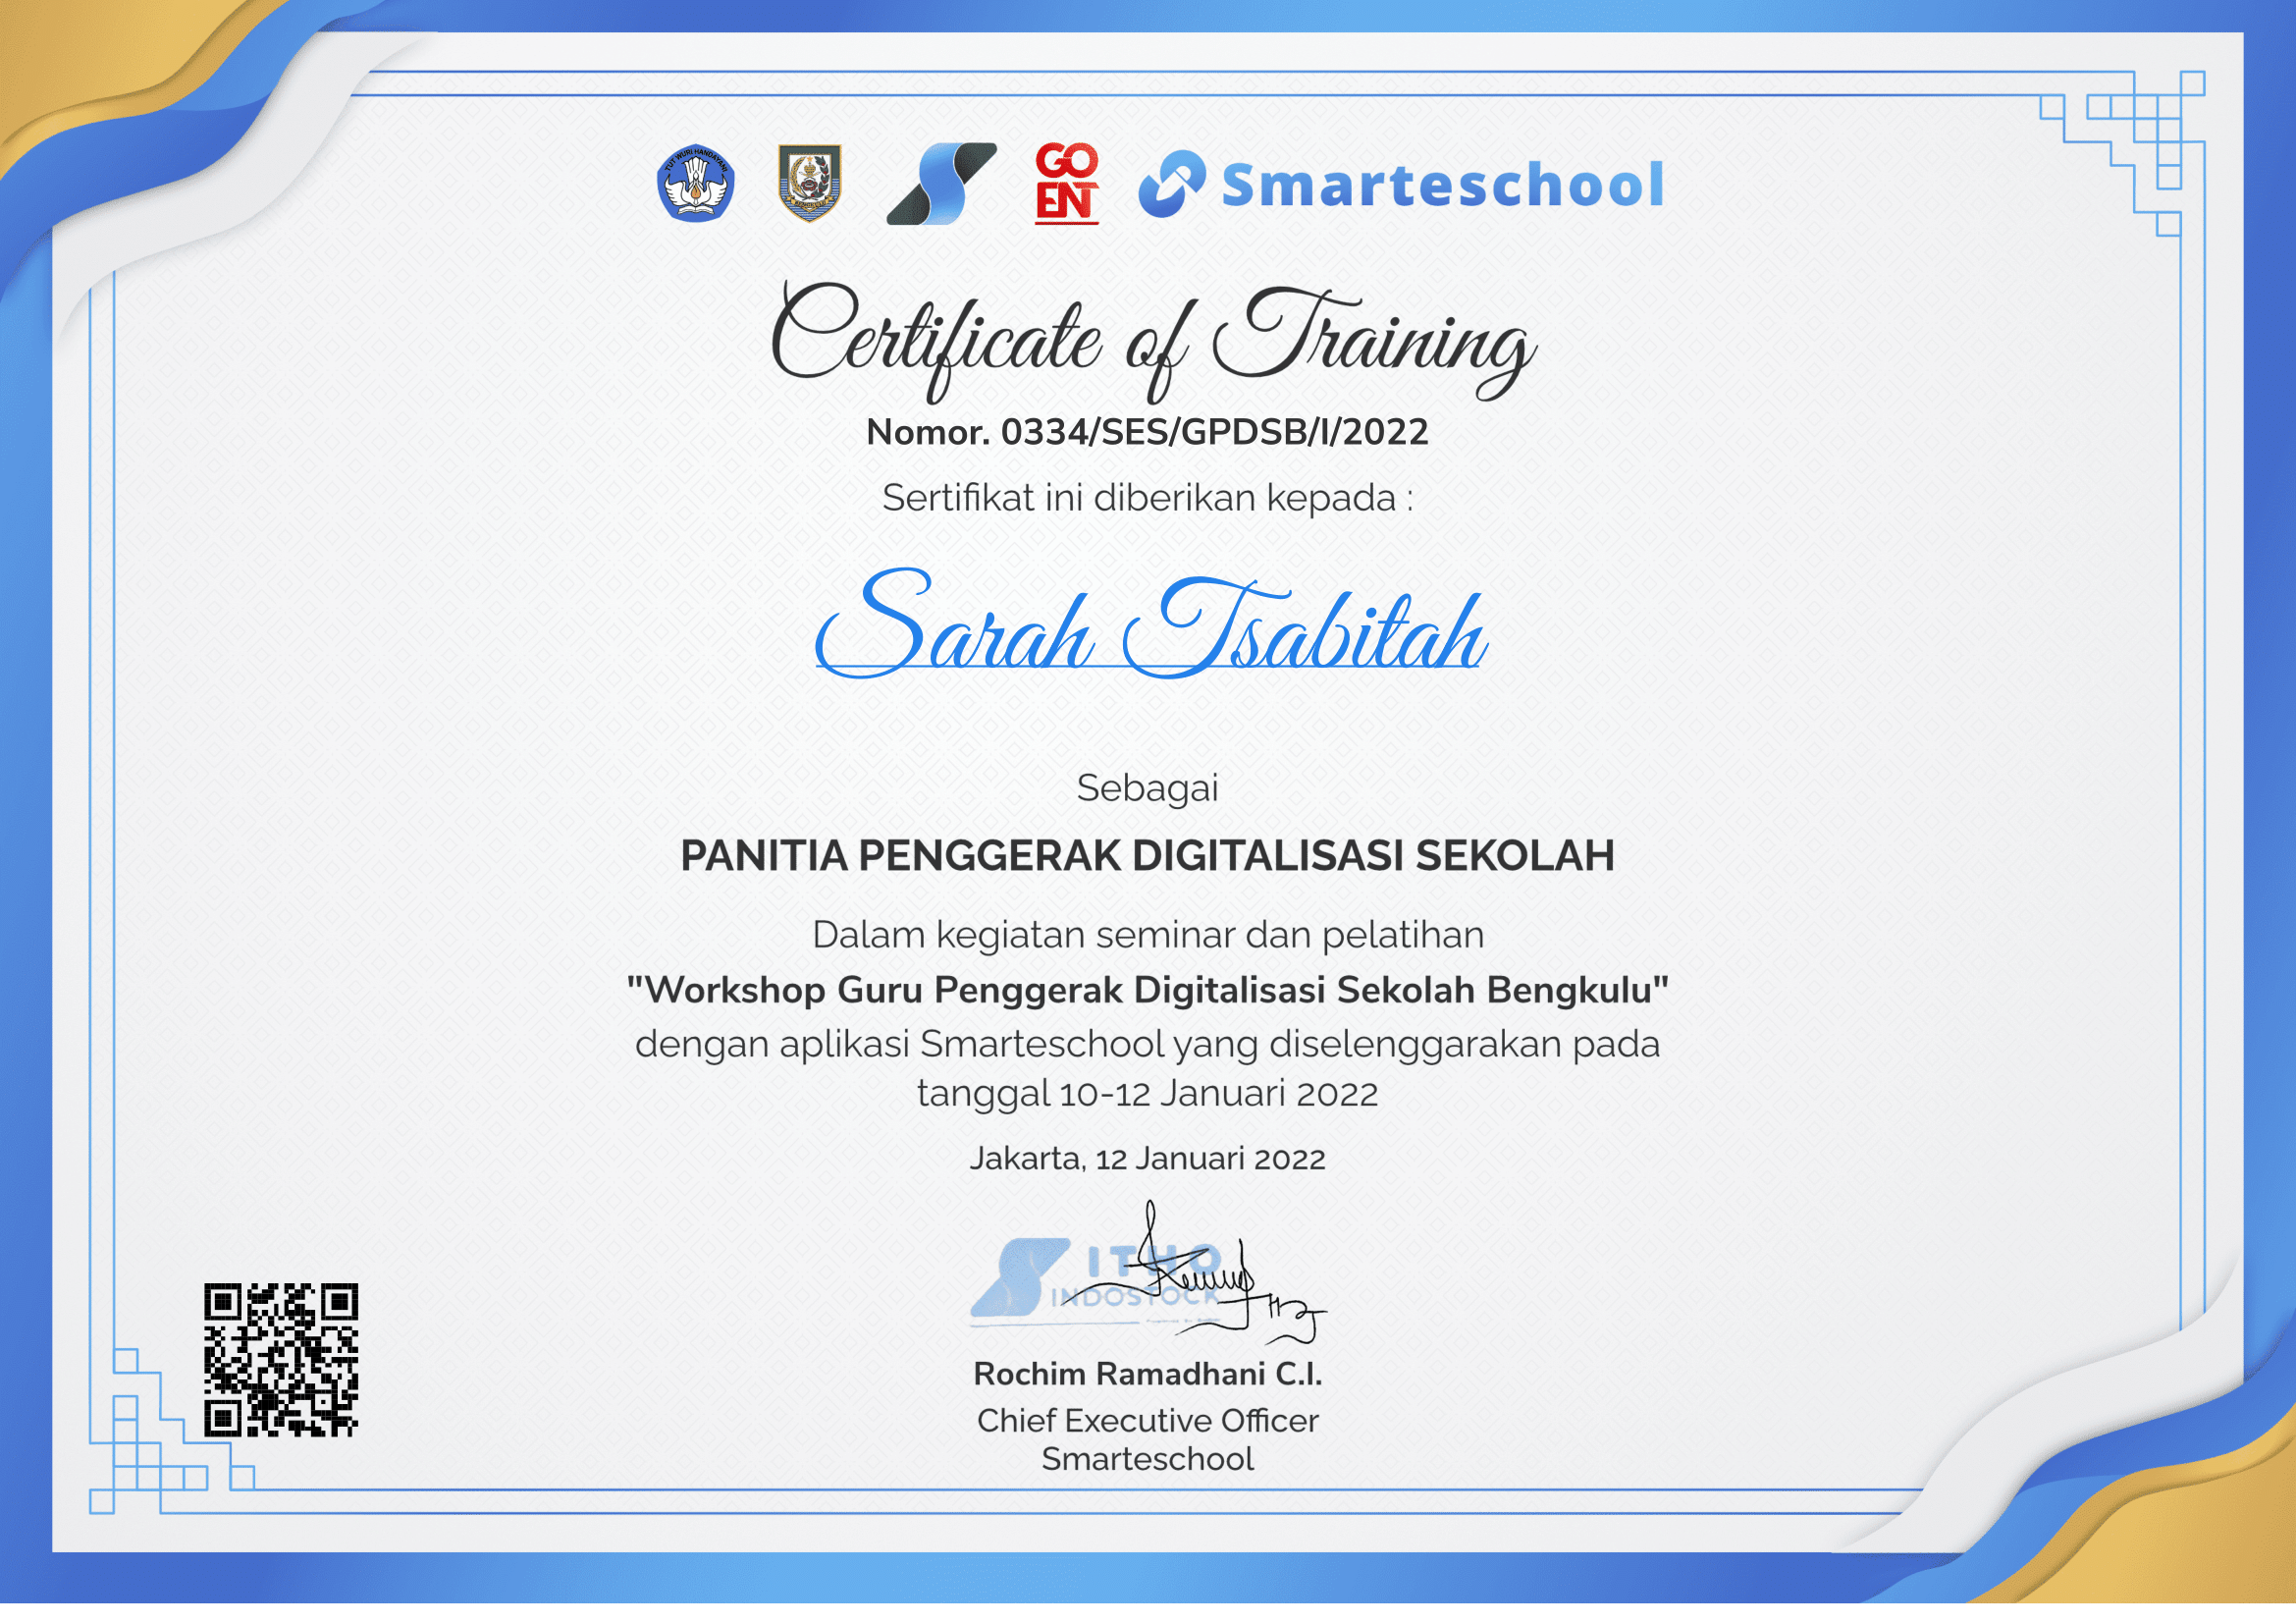 TUT WURI HANDAYANI
GO
ENT
Smarteschool
Certificate of Training
Nomor. 0334/SES/GPDSB/I/2022
Sertifikat ini diberikan kepada :
Sarah Tsabitah
Sebagai
PANITIA PENGGERAK DIGITALISASI SEKOLAH
Dalam kegiatan seminar dan pelatihan
"Workshop Guru Penggerak Digitalisasi Sekolah Bengkulu"
dengan aplikasi Smarteschool yang diselenggarakan pada
tanggal 10-12 Januari 2022
Jakarta, 12 Januari 2022
ITHO
INDOSTOCK
Rochim Ramadhani C.I.
Chief Executive Officer
Smarteschool